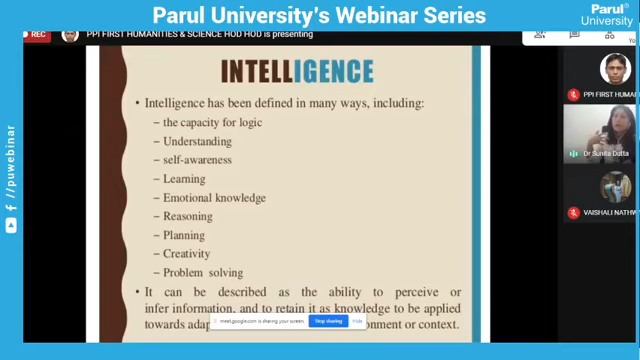 Parul University's Webinar Series
Parul®
University
REC
PPI FIRST HUMANITIES & SCIENCE HOD HOD is presenting
Yo
INTELLIGENCE
• Intelligence has been defined in many ways, including:
– the capacity for logic
– Understanding
– self-awareness
– Learning
– Emotional knowledge
– Reasoning
– Planning
– Creativity
– Problem solving
• It can be described as the ability to perceive or
infer information, and to retain it as knowledge to be applied
towards adap onment or context.
meet.google.com is sharing your screen. Stop sharing Hide
PPI FIRST HUMAN
Dr Sunita Dutta
VAISHALI NATHW
/puwebinar